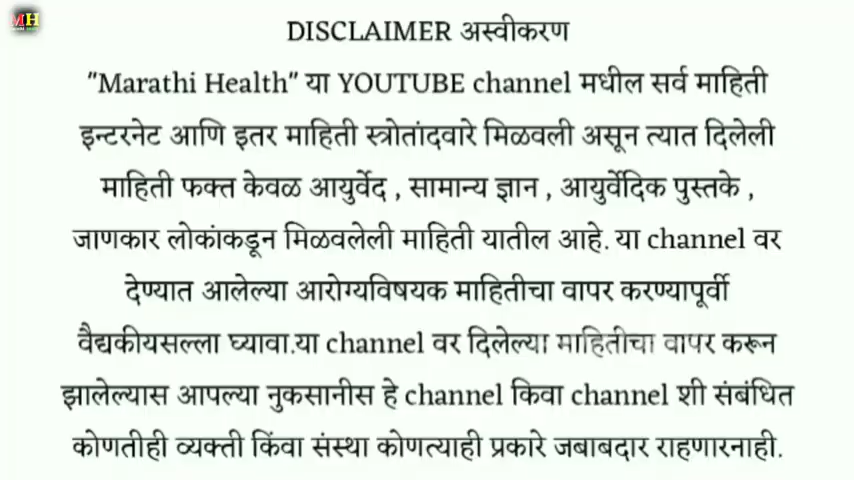 MH
DISCLAIMER अस्वीकरण
"Marathi Health" या YOUTUBE channel मधील सर्व माहिती
इन्टरनेट आणि इतर माहिती स्त्रोतांदवारे मिळवली असून त्यात दिलेली
माहिती फक्त केवळ आयुर्वेद , सामान्य ज्ञान , आयुर्वेदिक पुस्तके ,
जाणकार लोकांकडून मिळवलेली माहिती यातील आहे. या channel वर
देण्यात आलेल्या आरोग्यविषयक माहितीचा वापर करण्यापूर्वी
वैद्यकीयसल्ला घ्यावा.या channel वर दिलेल्या माहितीचा वापर करून
झालेल्यास आपल्या नुकसानीस हे channel किवा channel शी संबंधित
कोणतीही व्यक्ती किंवा संस्था कोणत्याही प्रकारे जबाबदार राहणारनाही.